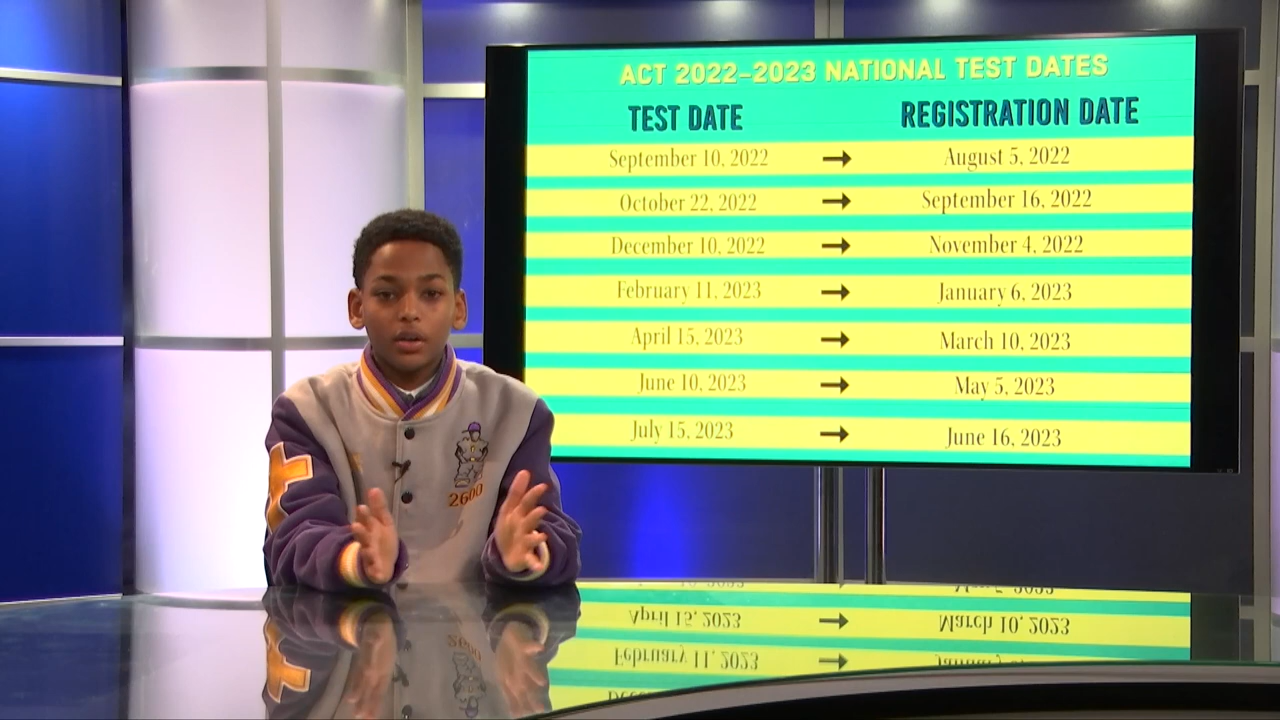 ACT 2022-2023 NATIONAL TEST DATES
TEST DATE REGISTRATION DATE
September 10, 2022 → August 5, 2022
October 22, 2022 → September 16, 2022
December 10, 2022 → November 4, 2022
February 11, 2023 → January 6, 2023
April 15, 2023 → March 10, 2023
June 10, 2023 → May 5, 2023
July 15, 2023 → June 16, 2023
2600